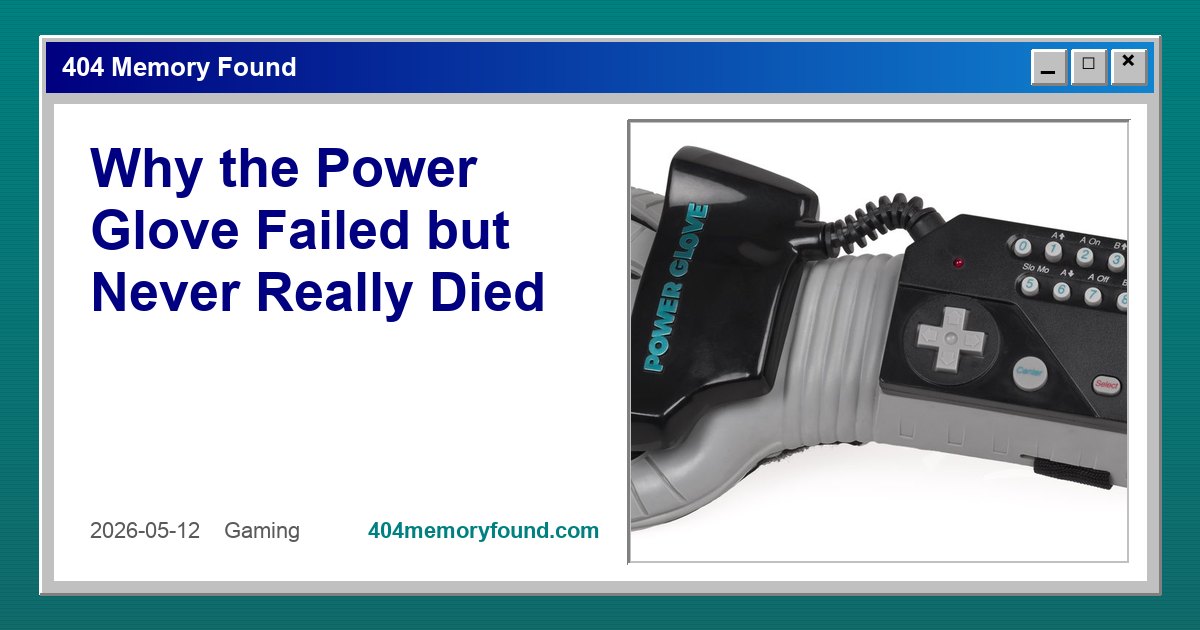 404 Memory Found
Why the Power
Glove Failed but
Never Really Died
2026-05-12 Gaming 404memoryfound.com
POWER GLOVE
A A On B
0 1 2 3
Slo Mo A A Off
5 6 7 8
Center
Select